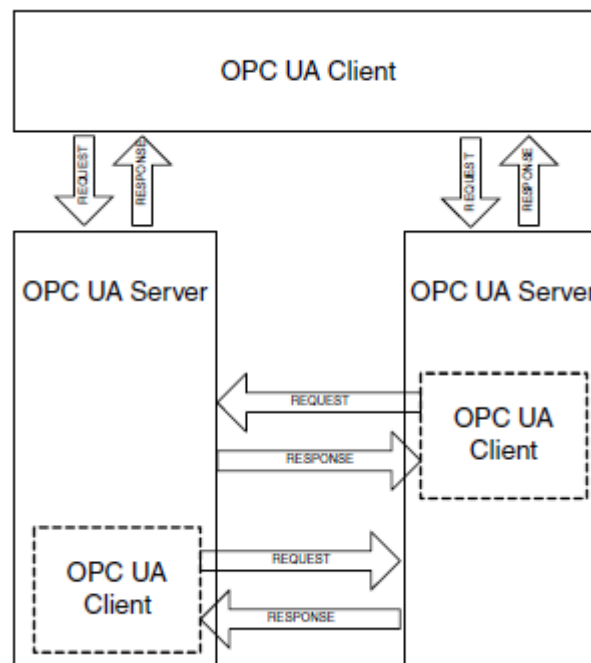 OPC UA Client
REQUEST
RESPONSE
REQUEST
RESPONSE
OPC UA Server
OPC UA Server
REQUEST
OPC UA
Client
RESPONSE
REQUEST
OPC UA
Client
RESPONSE